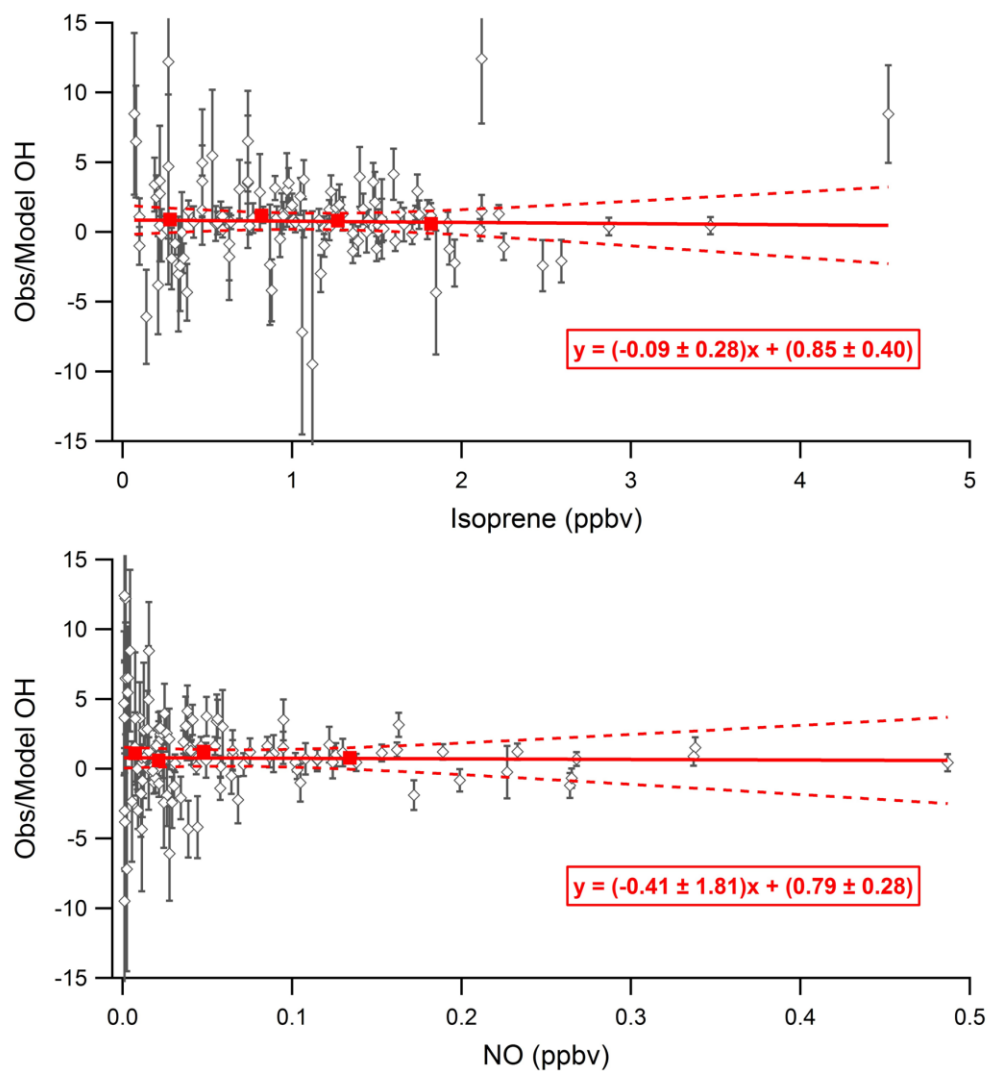 15
10
5
0
-5
-10
-15
Obs/Model OH
y = (-0.09 ± 0.28)x + (0.85 ± 0.40)
0 1 2 3 4 5
Isoprene (ppbv)
15
10
5
0
-5
-10
-15
Obs/Model OH
y = (-0.41 ± 1.81)x + (0.79 ± 0.28)
0.0 0.1 0.2 0.3 0.4 0.5
NO (ppbv)